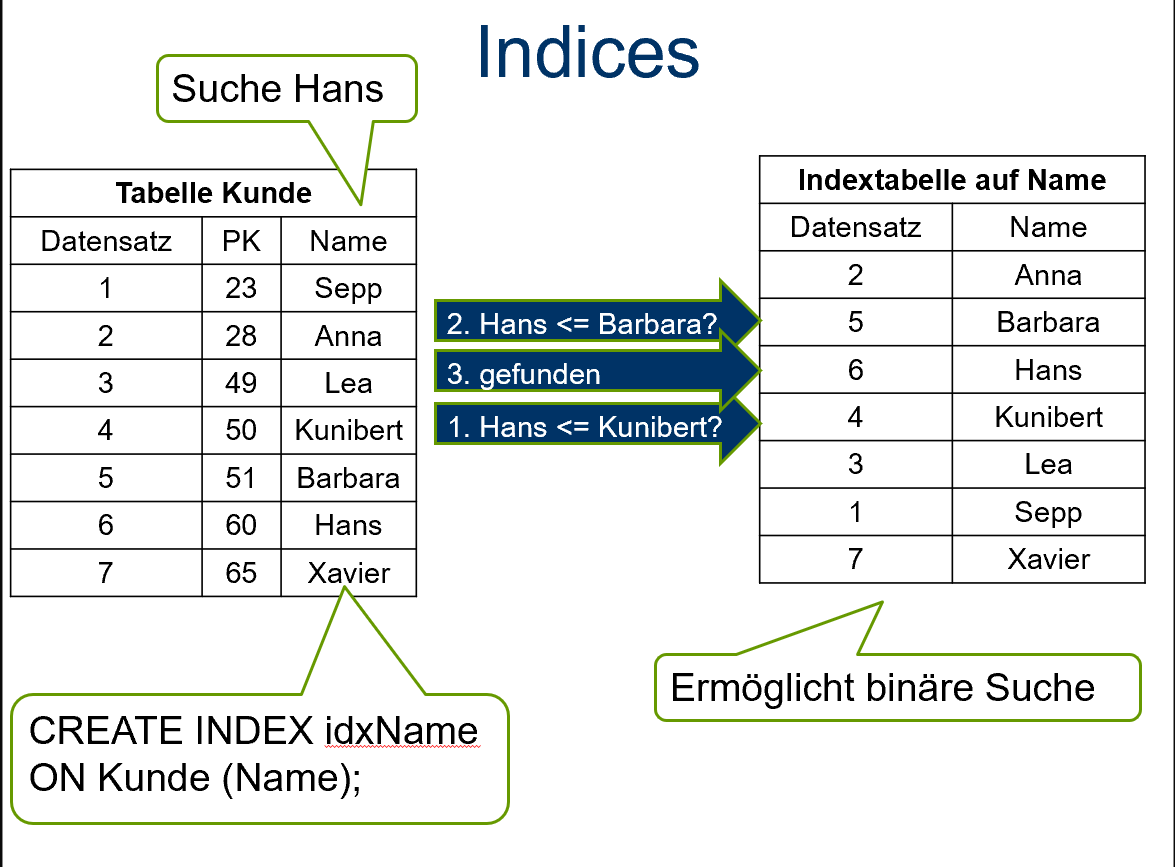 Indices
Suche Hans
Tabelle Kunde
Datensatz PK Name
1 23 Sepp
2 28 Anna
3 49 Lea
4 50 Kunibert
5 51 Barbara
6 60 Hans
7 65 Xavier
2. Hans <= Barbara?
3. gefunden
1. Hans <= Kunibert?
Indextabelle auf Name
Datensatz Name
2 Anna
5 Barbara
6 Hans
4 Kunibert
3 Lea
1 Sepp
7 Xavier
CREATE INDEX idxName
ON Kunde (Name);
Ermöglicht binäre Suche